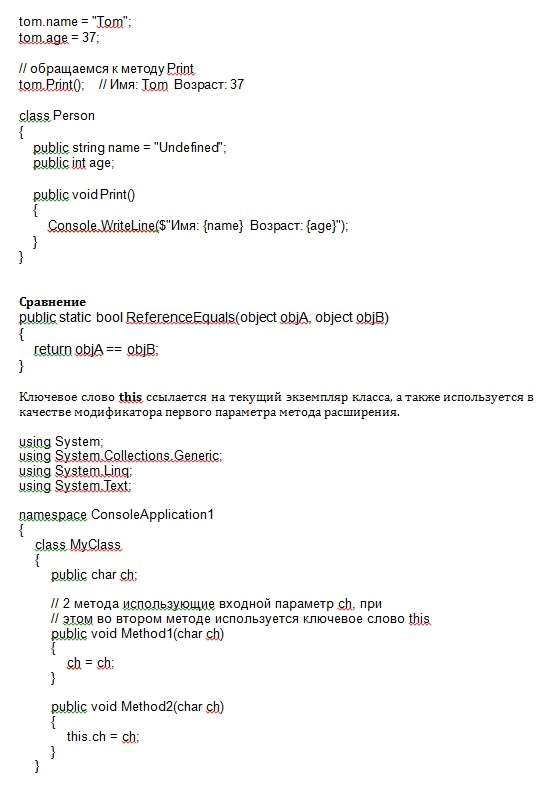 tom.name = "Tom";
tom.age = 37;
// обращаемся к методу Print
tom.Print();    // Имя: Tom  Возраст: 37
class Person
{
    public string name = "Undefined";
    public int age;
    public void Print()
    {
        Console.WriteLine($"Имя: {name}  Возраст: {age}");
    }
}
Сравнение
public static bool ReferenceEquals(object objA, object objB)
{
    return objA == objB;
}
Ключевое слово this ссылается на текущий экземпляр класса, а также используется в
качестве модификатора первого параметра метода расширения.
using System;
using System.Collections.Generic;
using System.Linq;
using System.Text;
namespace ConsoleApplication1
{
    class MyClass
    {
        public char ch;
        // 2 метода использующие входной параметр ch, при
        // этом во втором методе используется ключевое слово this
        public void Method1(char ch)
        {
            ch = ch;
        }
        public void Method2(char ch)
        {
            this.ch = ch;
        }
    }